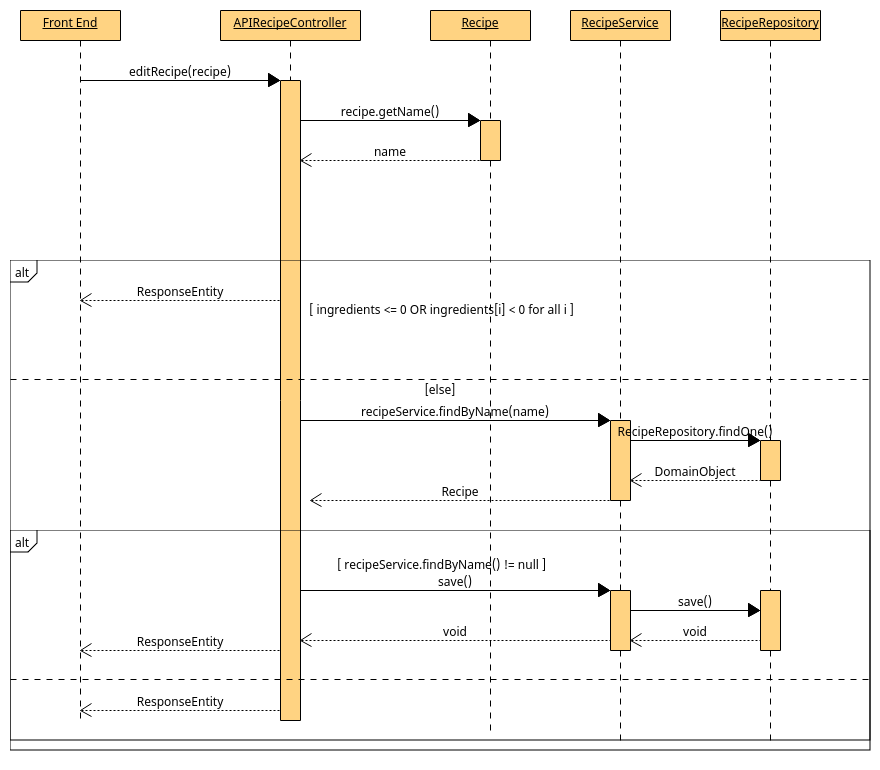 Front End
APIRecipeController
Recipe
RecipeService
RecipeRepository
editRecipe(recipe)
recipe.getName()
name
alt
ResponseEntity
[ ingredients <= 0 OR ingredients[i] < 0 for all i ]
[else]
recipeService.findByName(name)
RecipeRepository.findOne()
DomainObject
Recipe
alt
[ recipeService.findByName() != null ]
save()
save()
void
void
ResponseEntity
ResponseEntity